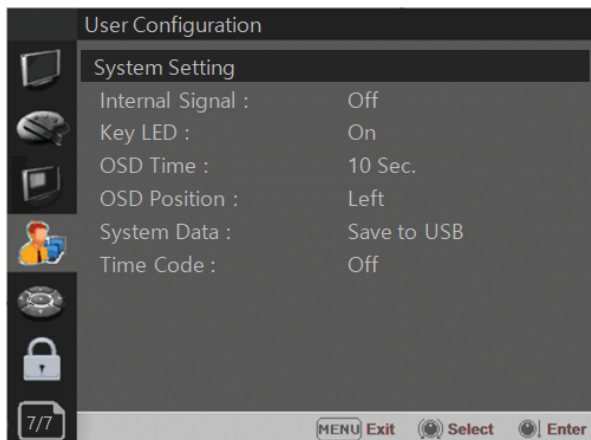 User Configuration
System Setting
Internal Signal : Off
Key LED : On
OSD Time : 10 Sec.
OSD Position : Left
System Data : Save to USB
Time Code : Off
7/7 MENU Exit Select Enter